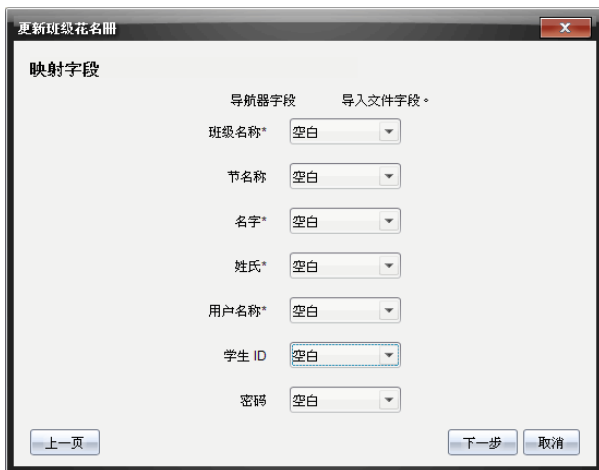 更新班级花名册
映射字段
导航器字段 导入文件字段。
班级名称* 空白
节名称 空白
名字* 空白
姓氏* 空白
用户名称* 空白
学生 ID 空白
密码 空白
上一页 下一步 取消